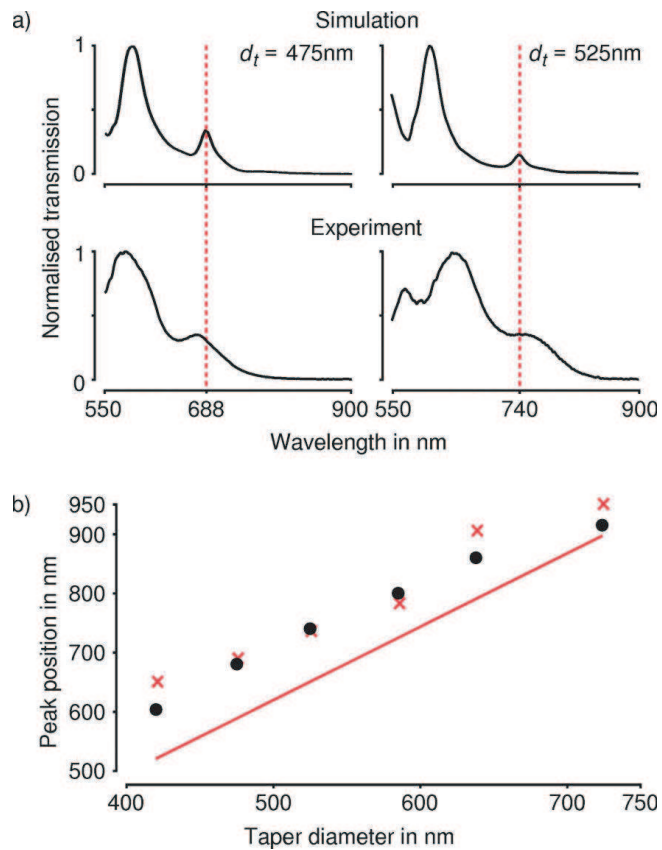 a)
Simulation
d_t = 475nm
d_t = 525nm
1
0
Normalised transmission
Experiment
1
0
550 688 900 550 740 900
Wavelength in nm
b)
950
900
800
700
600
500
Peak position in nm
400 500 600 700 750
Taper diameter in nm